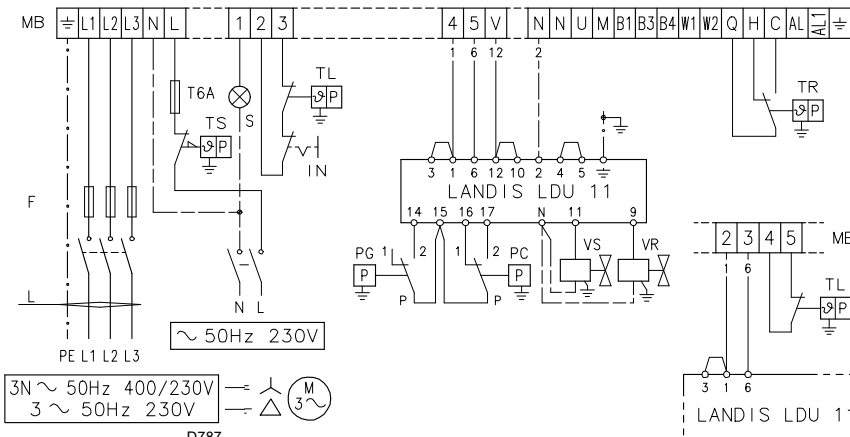 MB ⏚ L1 L2 L3 N L 1 2 3 4 5 V N N U M B1 B3 B4 W1 W2 Q H C AL AL1 ⏚
1 6 12 2
T6A
S
TL
ϑ P
TS
ϑ P
IN
TR
ϑ P
3 1 6 12 10 2 4 5
LANDIS LDU 11
14 15 16 17 N 11 9
F
PG
P
1 2
P
1 2
P
PC
P
VS
VR
2 3 4 5
1 6
TL
ϑ P
L
N L
∼ 50Hz 230V
PE L1 L2 L3
3 1 6
LANDIS LDU 11
3N ∼ 50Hz 400/230V
3 ∼ 50Hz 230V
M
3∼